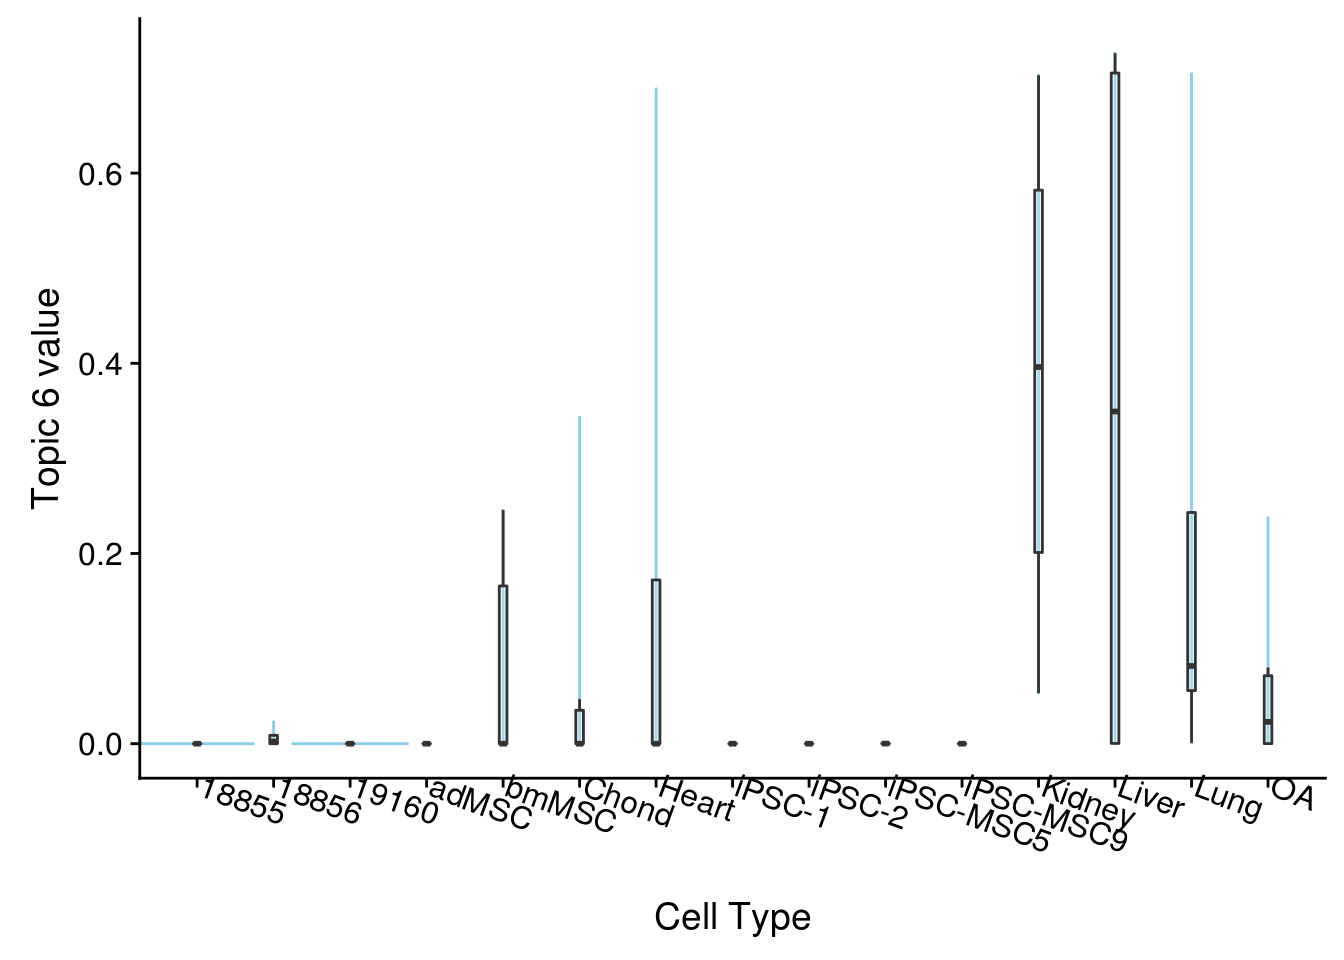 Topic 6 value
0.6
0.4
0.2
0.0
18855
18856
19160
adMSC
bmMSC
Chond
Heart
iPSC-1
iPSC-2
iPSC-MSC5
iPSC-MSC9
Kidney
Liver
Lung
OA
Cell Type